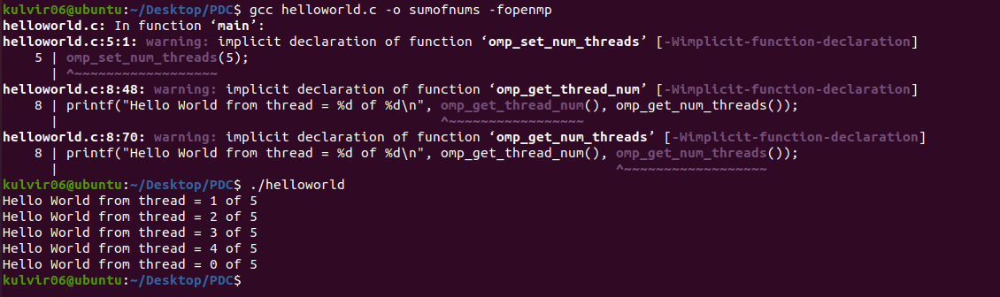 kulvir06@ubuntu:~/Desktop/PDC$ gcc helloworld.c -o sumofnums -fopenmp
helloworld.c: In function ‘main’:
helloworld.c:5:1: warning: implicit declaration of function ‘omp_set_num_threads’ [-Wimplicit-function-declaration]
    5 | omp_set_num_threads(5);
      | ^~~~~~~~~~~~~~~~~~~
helloworld.c:8:48: warning: implicit declaration of function ‘omp_get_thread_num’ [-Wimplicit-function-declaration]
    8 | printf("Hello World from thread = %d of %d\n", omp_get_thread_num(), omp_get_num_threads());
      |                                                ^~~~~~~~~~~~~~~~~~
helloworld.c:8:70: warning: implicit declaration of function ‘omp_get_num_threads’ [-Wimplicit-function-declaration]
    8 | printf("Hello World from thread = %d of %d\n", omp_get_thread_num(), omp_get_num_threads());
      |                                                                      ^~~~~~~~~~~~~~~~~~~
kulvir06@ubuntu:~/Desktop/PDC$ ./helloworld
Hello World from thread = 1 of 5
Hello World from thread = 2 of 5
Hello World from thread = 3 of 5
Hello World from thread = 4 of 5
Hello World from thread = 0 of 5
kulvir06@ubuntu:~/Desktop/PDC$